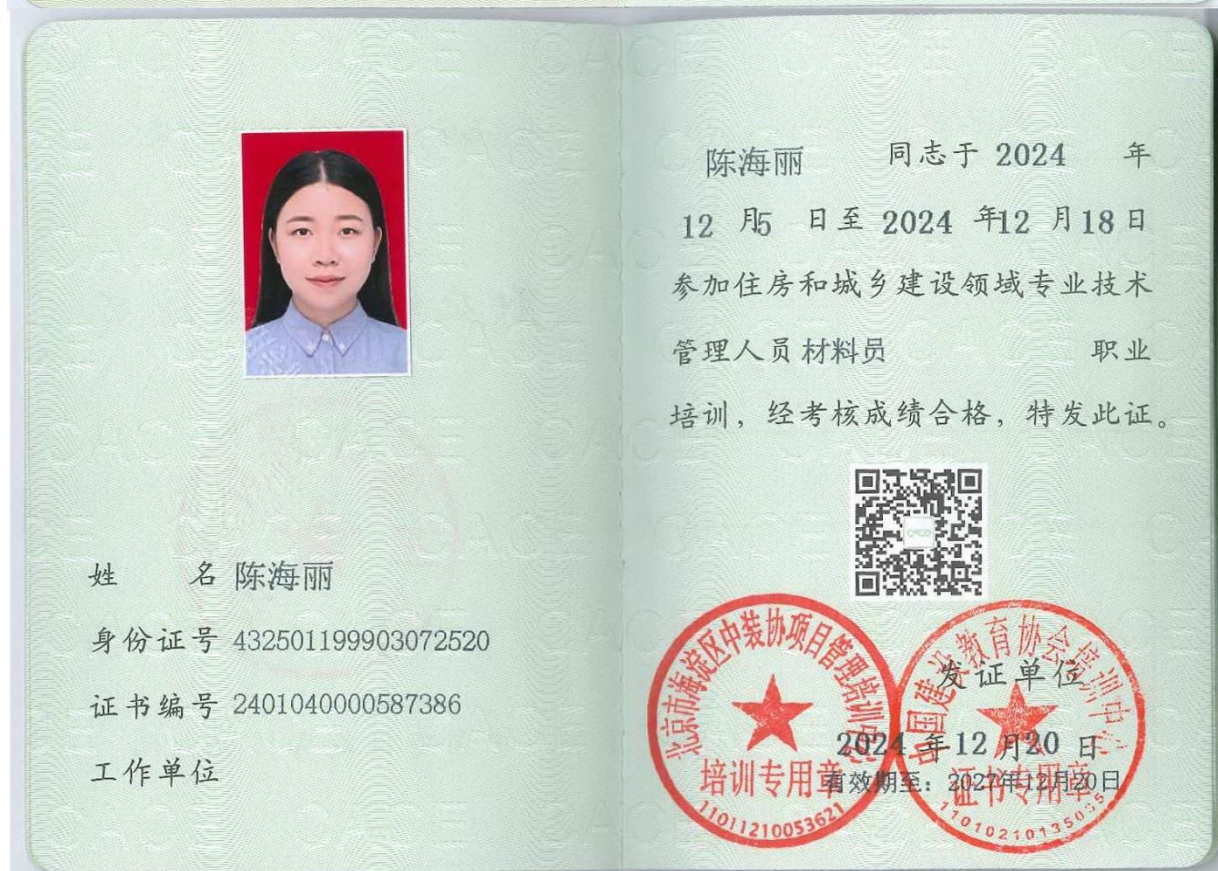 姓 名 陈海丽
身份证号 432501199903072520
证书编号 2401040000587386
工作单位
陈海丽 同志于 2024 年
12 月5 日至 2024 年12 月18日
参加住房和城乡建设领域专业技术
管理人员材料员 职业
培训，经考核成绩合格，特发此证。
北京市海淀区中装协项目管理培训中心
培训专用章
11011210053621
中国建设教育协会培训中心
证书专用章
发证单位
2024 年12 月20 日
有效期至：2027年12月20日
CACE